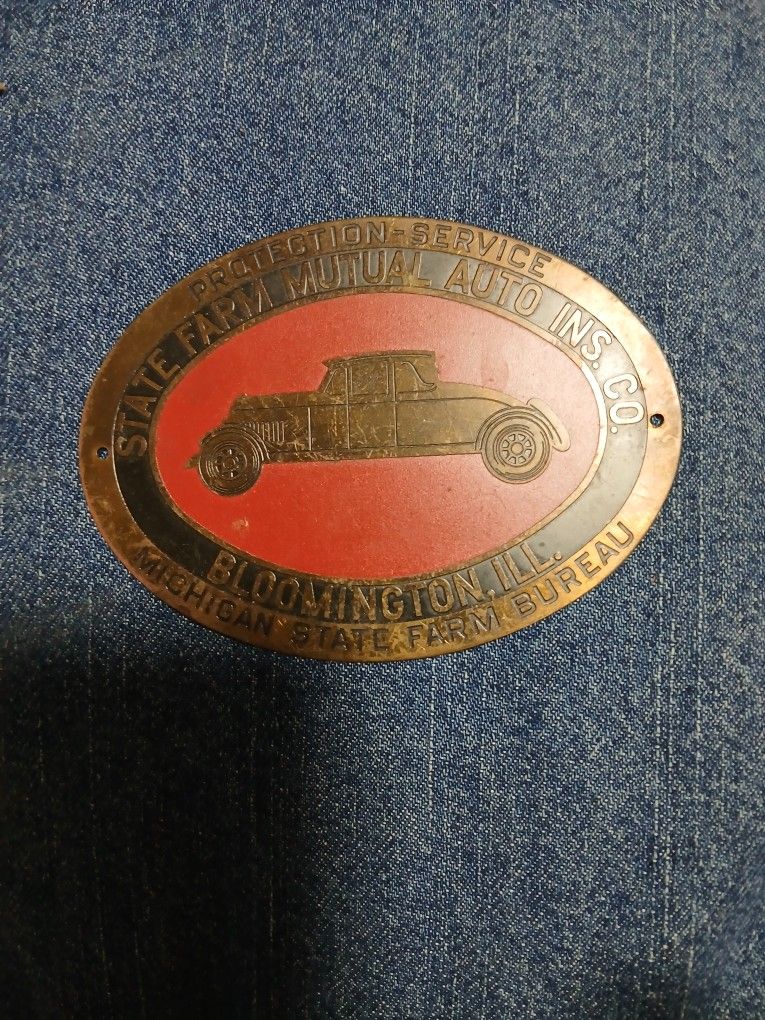 PROTECTION-SERVICE
STATE FARM MUTUAL AUTO INS. CO.
BLOOMINGTON, ILL.
MICHIGAN STATE FARM BUREAU